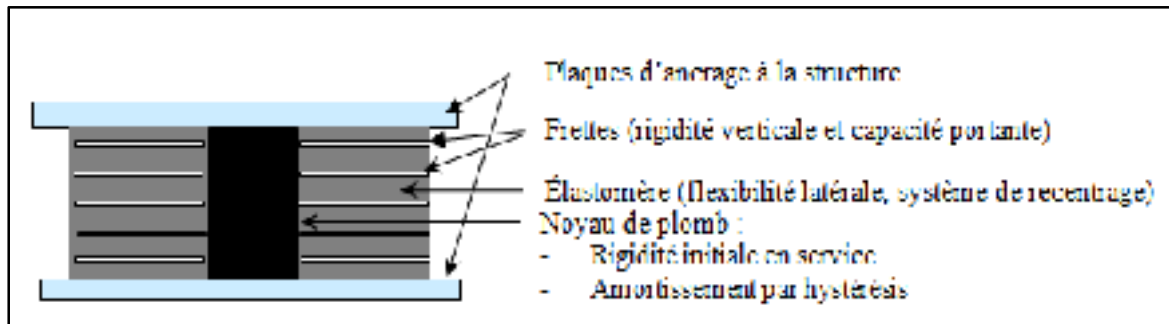 Plaques d'ancrage à la structure
Frettes (rigidité verticale et capacité portante)
Élastomère (flexibilité latérale, système de recentrage)
Noyau de plomb :
- Rigidité initiale en service
- Amortissement par hystérésis